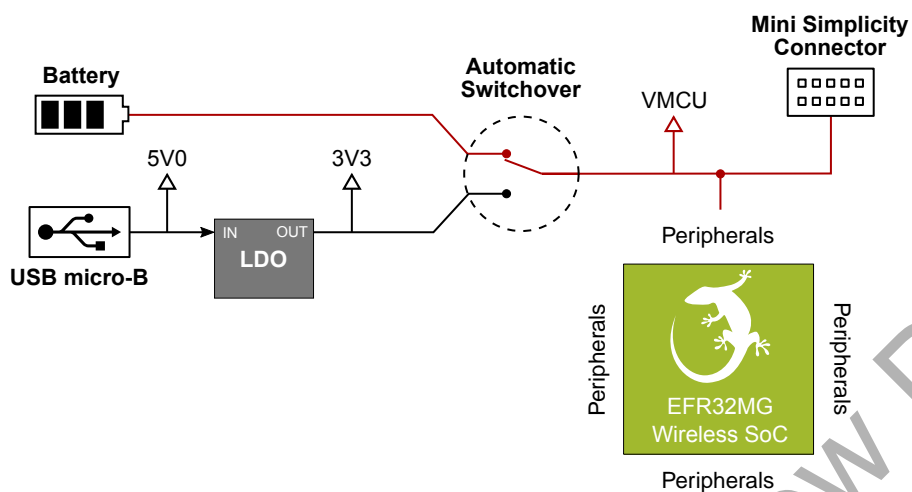 Mini Simplicity
Connector
Battery
Automatic
Switchover
VMCU
5V0
3V3
IN
OUT
LDO
USB micro-B
Peripherals
Peripherals
Peripherals
EFR32MG
Wireless SoC
Peripherals